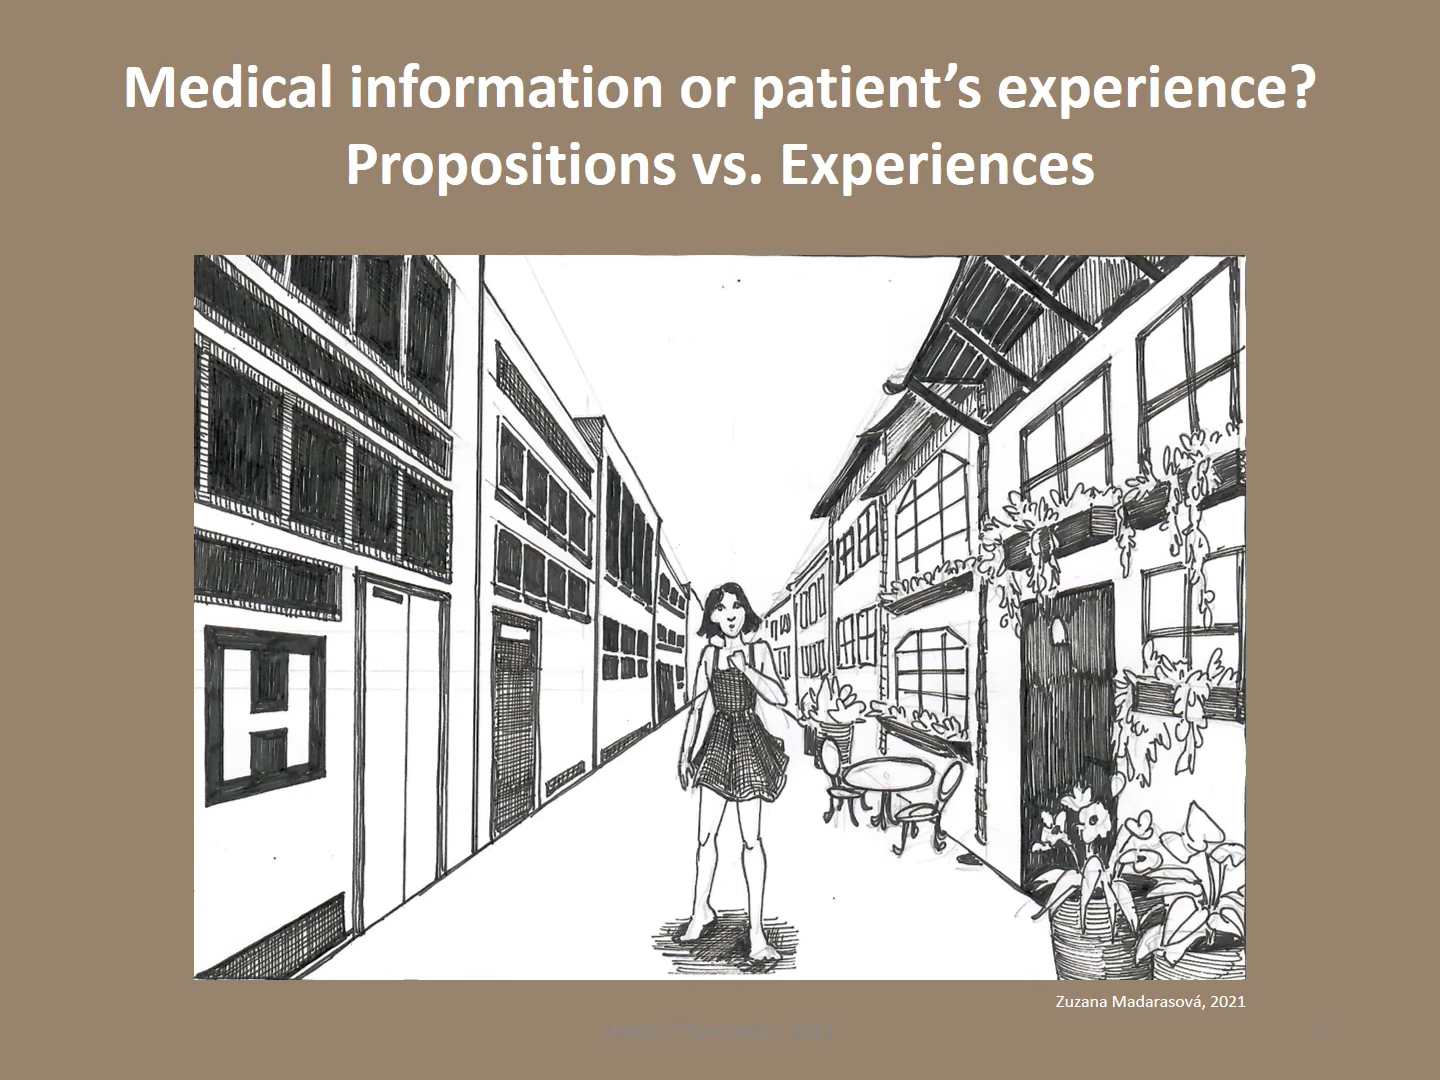 Medical information or patient’s experience?
Propositions vs. Experiences
H
Zuzana Madarasová, 2021